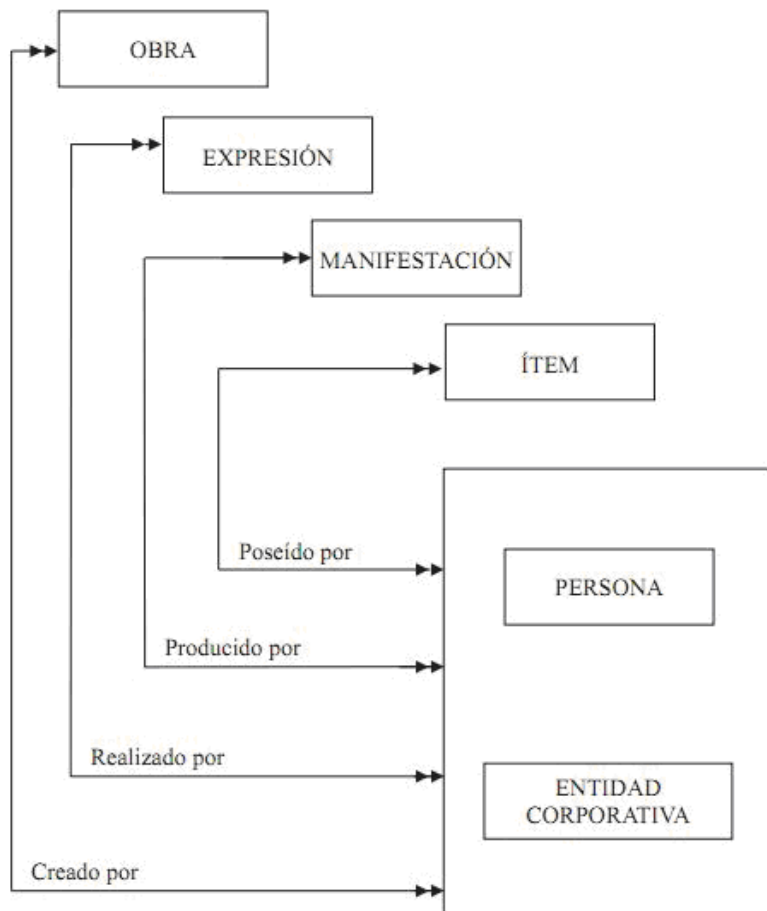 OBRA
EXPRESIÓN
MANIFESTACIÓN
ÍTEM
Poseído por
PERSONA
Producido por
Realizado por
ENTIDAD
CORPORATIVA
Creado por